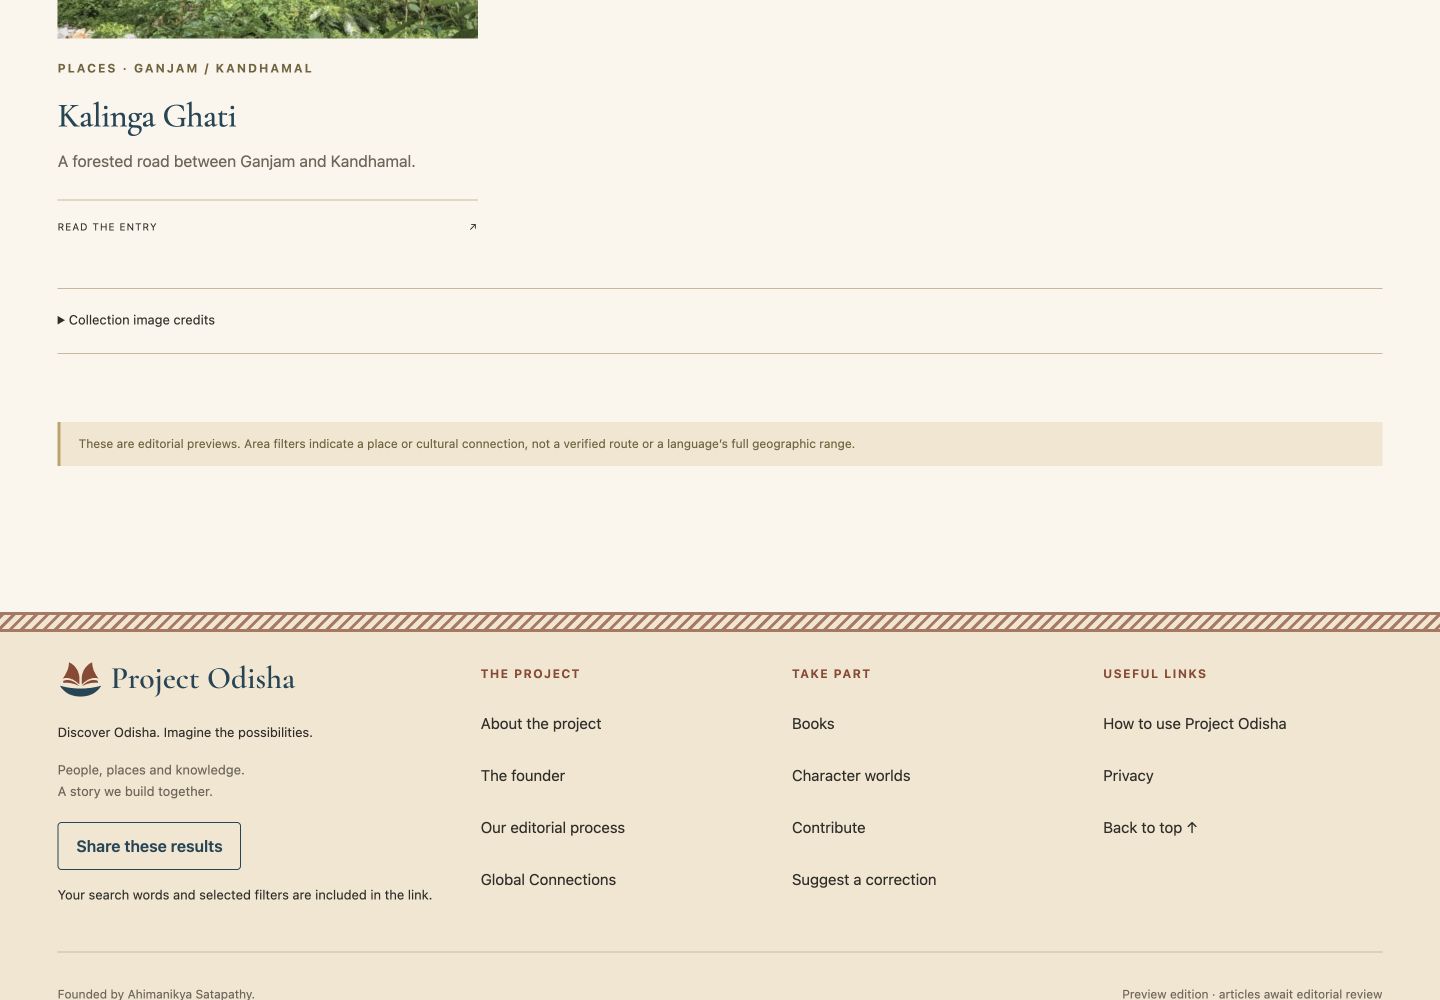 PLACES · GANJAM / KANDHAMAL
Kalinga Ghati
A forested road between Ganjam and Kandhamal.
READ THE ENTRY ↗
▶ Collection image credits
These are editorial previews. Area filters indicate a place or cultural connection, not a verified route or a language’s full geographic range.
Project Odisha
Discover Odisha. Imagine the possibilities.
People, places and knowledge.
A story we build together.
Share these results
Your search words and selected filters are included in the link.
THE PROJECT
About the project
The founder
Our editorial process
Global Connections
TAKE PART
Books
Character worlds
Contribute
Suggest a correction
USEFUL LINKS
How to use Project Odisha
Privacy
Back to top ↑
Founded by Ahimanikya Satapathy.
Preview edition · articles await editorial review